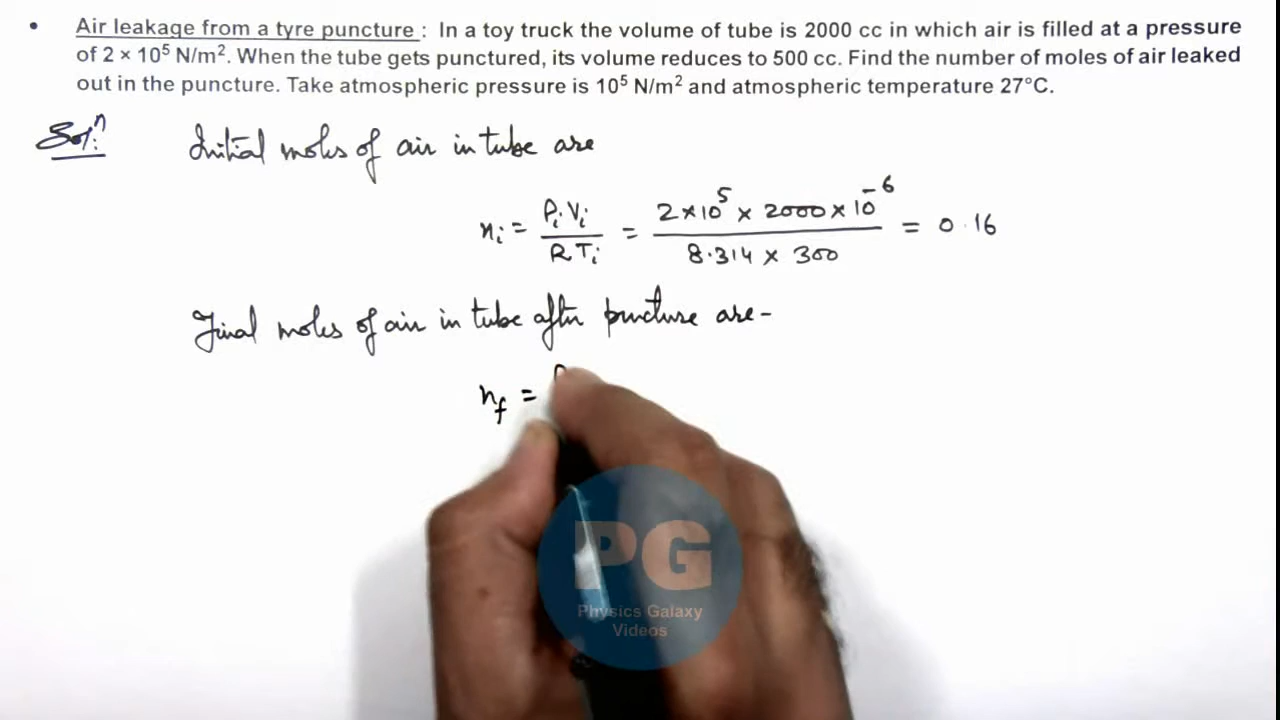 • Air leakage from a tyre puncture : In a toy truck the volume of tube is 2000 cc in which air is filled at a pressure
of 2 × 10⁵ N/m². When the tube gets punctured, its volume reduces to 500 cc. Find the number of moles of air leaked
out in the puncture. Take atmospheric pressure is 10⁵ N/m² and atmospheric temperature 27°C.
Solⁿ: Initial moles of air in tube are
nᵢ = PᵢVᵢ / RTᵢ = 2×10⁵ × 2000×10⁻⁶ / 8.314 × 300 = 0.16
Final moles of air in tube after puncture are-
n_f =
PG
Physics Galaxy
Videos